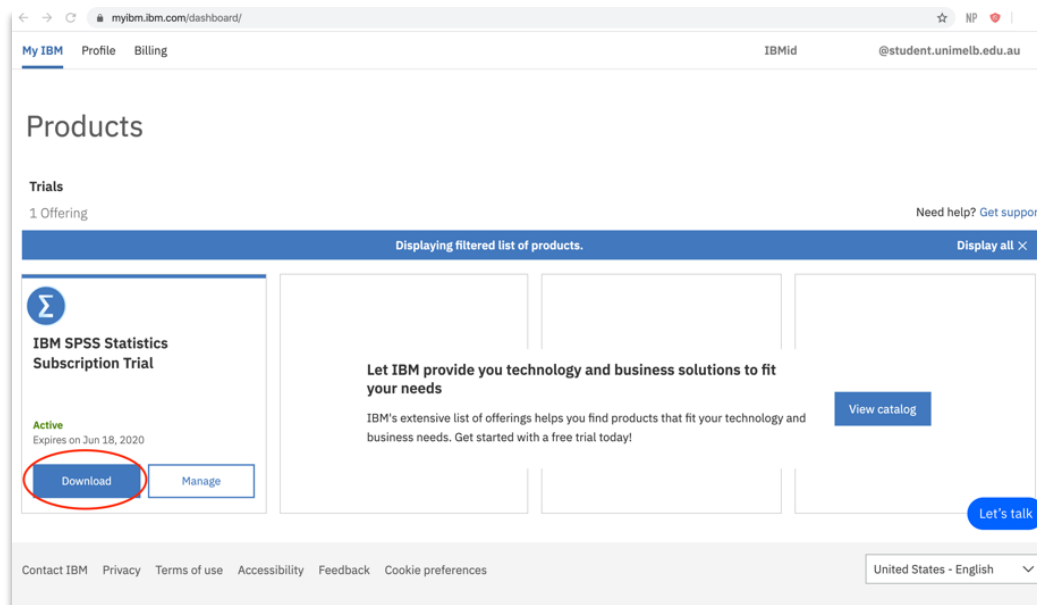 myibm.ibm.com/dashboard/ NP
My IBM Profile Billing IBMid @student.unimelb.edu.au
Products
Trials
1 Offering
Need help? Get suppor
Displaying filtered list of products. Display all ×
Σ
IBM SPSS Statistics
Subscription Trial
Active
Expires on Jun 18, 2020
Download Manage
Let IBM provide you technology and business solutions to fit
your needs
IBM's extensive list of offerings helps you find products that fit your technology and
business needs. Get started with a free trial today!
View catalog
Let's talk
Contact IBM Privacy Terms of use Accessibility Feedback Cookie preferences
United States - English